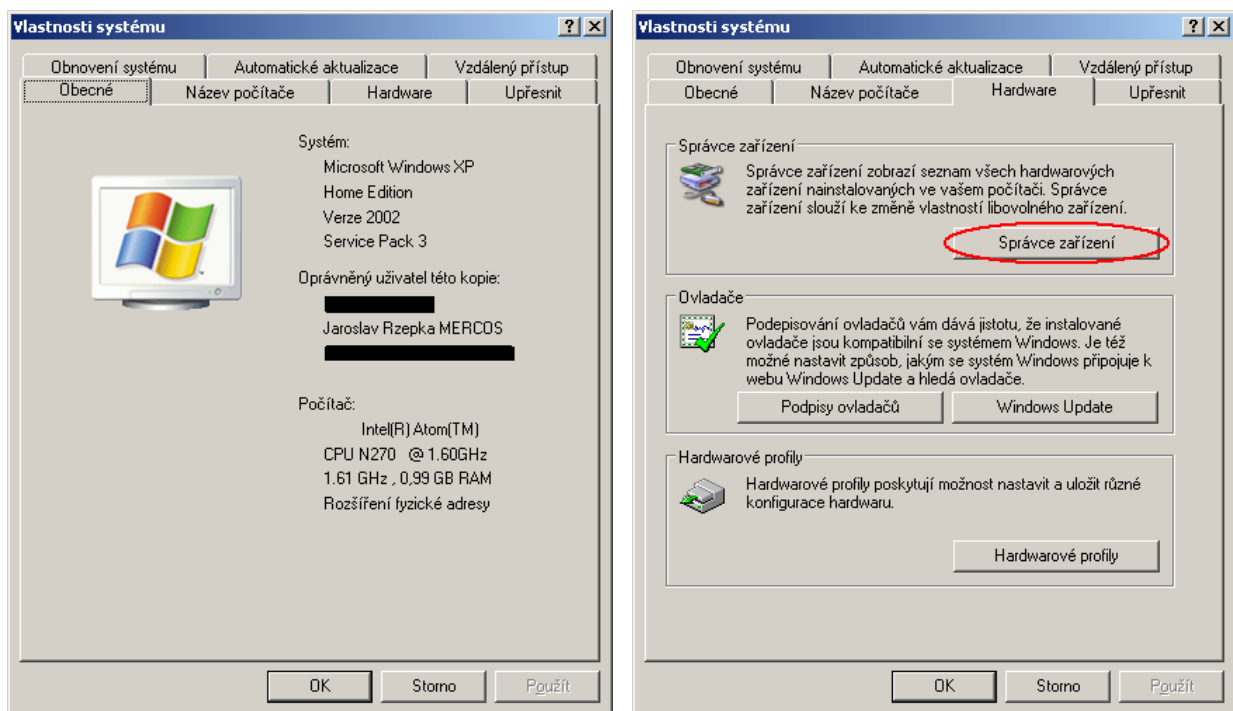 Vlastnosti systému
Obnovení systému
Automatické aktualizace
Vzdálený přístup
Obecné
Název počítače
Hardware
Upřesnit
Systém:
Microsoft Windows XP
Home Edition
Verze 2002
Service Pack 3
Oprávněný uživatel této kopie:
Jaroslav Rzepka MERCOS
Počítač:
Intel(R) Atom(TM)
CPU N270 @ 1.60GHz
1.61 GHz , 0,99 GB RAM
Rozšíření fyzické adresy
OK
Storno
Použít
Vlastnosti systému
Obnovení systému
Automatické aktualizace
Vzdálený přístup
Obecné
Název počítače
Hardware
Upřesnit
Správce zařízení
Správce zařízení zobrazí seznam všech hardwarových
zařízení nainstalovaných ve vašem počítači. Správce
zařízení slouží ke změně vlastností libovolného zařízení.
Správce zařízení
Ovladače
Podepisování ovladačů vám dává jistotu, že instalované
ovladače jsou kompatibilní se systémem Windows. Je též
možné nastavit způsob, jakým se systém Windows připojuje k
webu Windows Update a hledá ovladače.
Podpisy ovladačů
Windows Update
Hardwarové profily
Hardwarové profily poskytují možnost nastavit a uložit různé
konfigurace hardwaru.
Hardwarové profily
OK
Storno
Použít